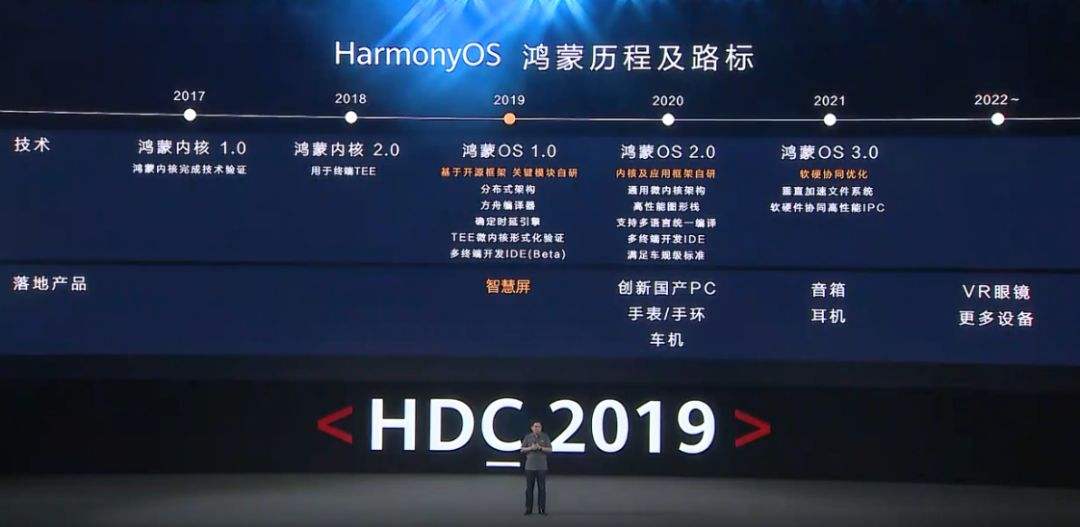 HarmonyOS 鸿蒙历程及路标
2017
2018
2019
2020
2021
2022~
技术
鸿蒙内核 1.0
鸿蒙内核完成技术验证
鸿蒙内核 2.0
用于终端TEE
鸿蒙OS 1.0
基于开源框架 关键模块自研
分布式架构
方舟编译器
确定时延引擎
TEE微内核形式化验证
多终端开发IDE(Beta)
鸿蒙OS 2.0
内核及应用框架自研
通用微内核架构
高性能图形栈
支持多语言统一编译
多终端开发IDE
满足车规级标准
鸿蒙OS 3.0
软硬协同优化
垂直加速文件系统
软硬件协同高性能IPC
落地产品
智慧屏
创新国产PC
手表/手环
车机
音箱
耳机
VR眼镜
更多设备
< HDC 2019 >